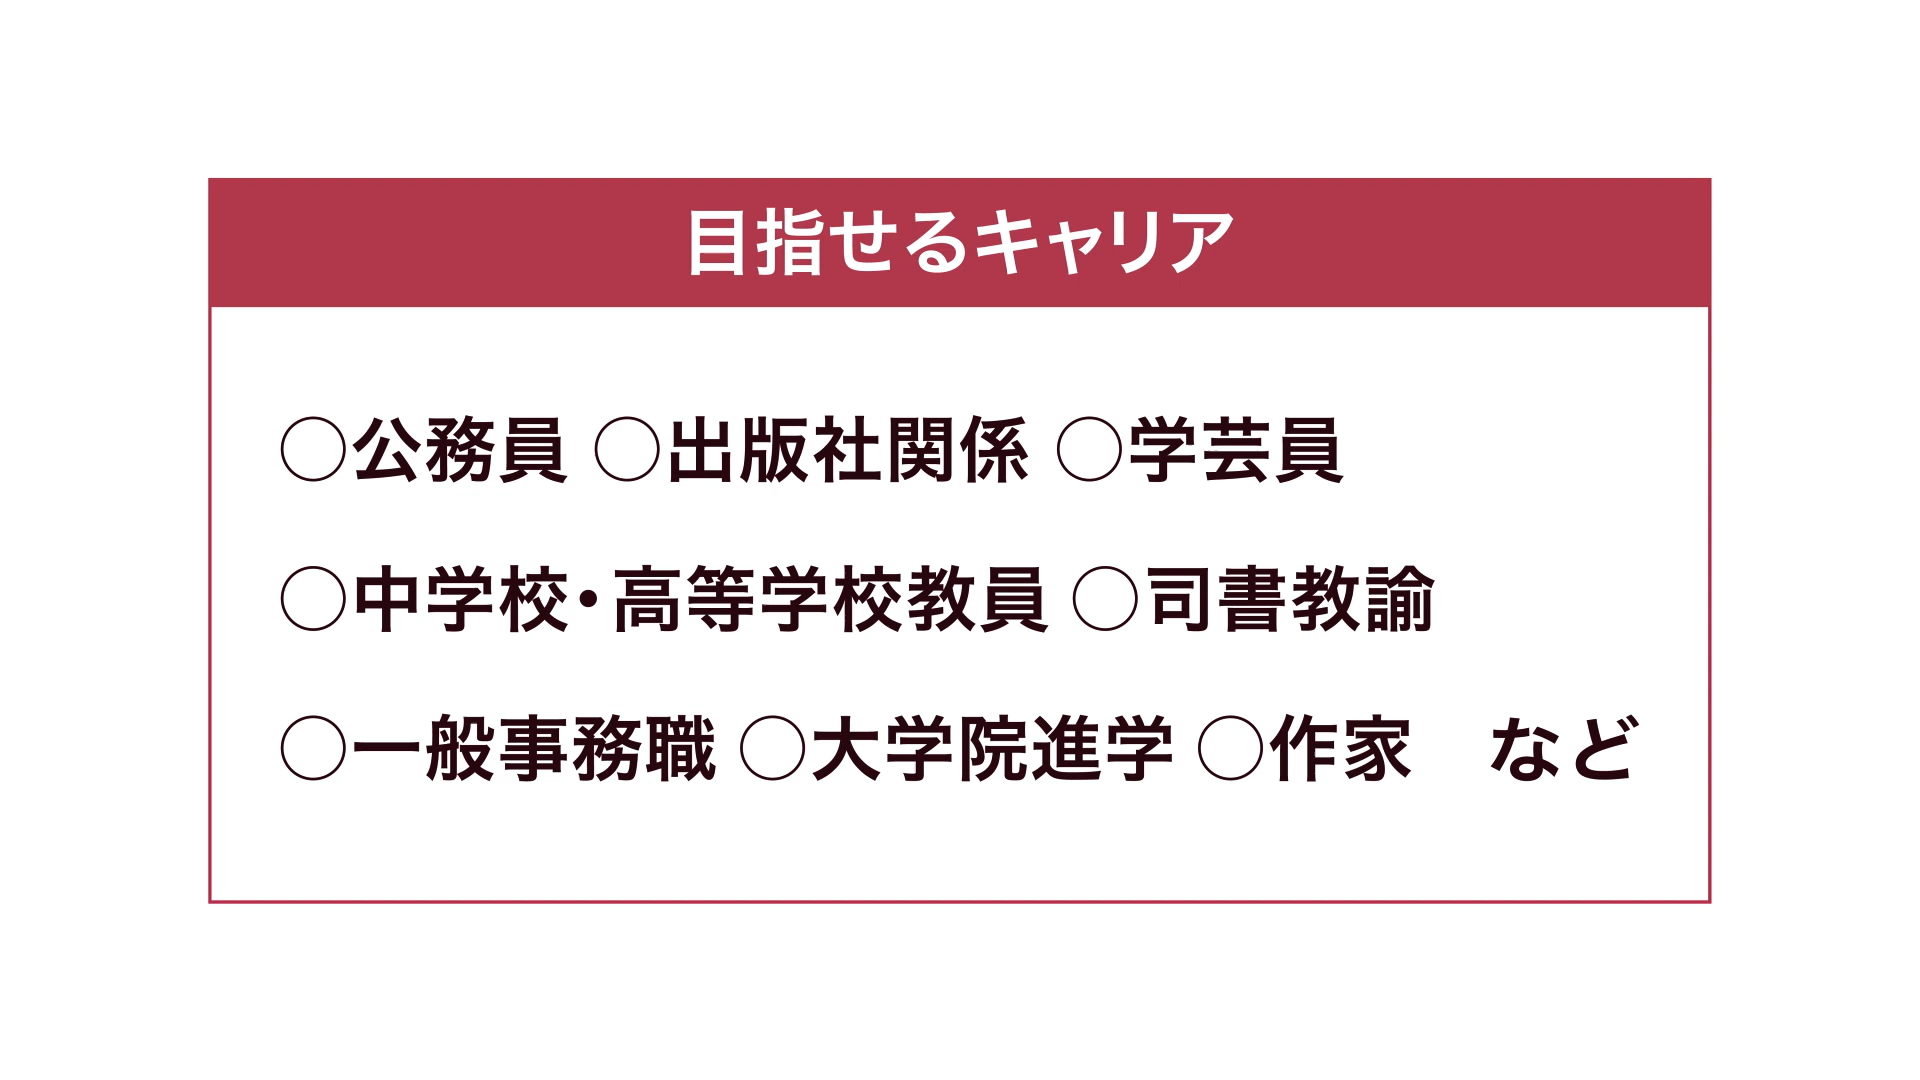 目指せるキャリア
○公務員 ○出版社関係 ○学芸員
○中学校・高等学校教員 ○司書教諭
○一般事務職 ○大学院進学 ○作家　など